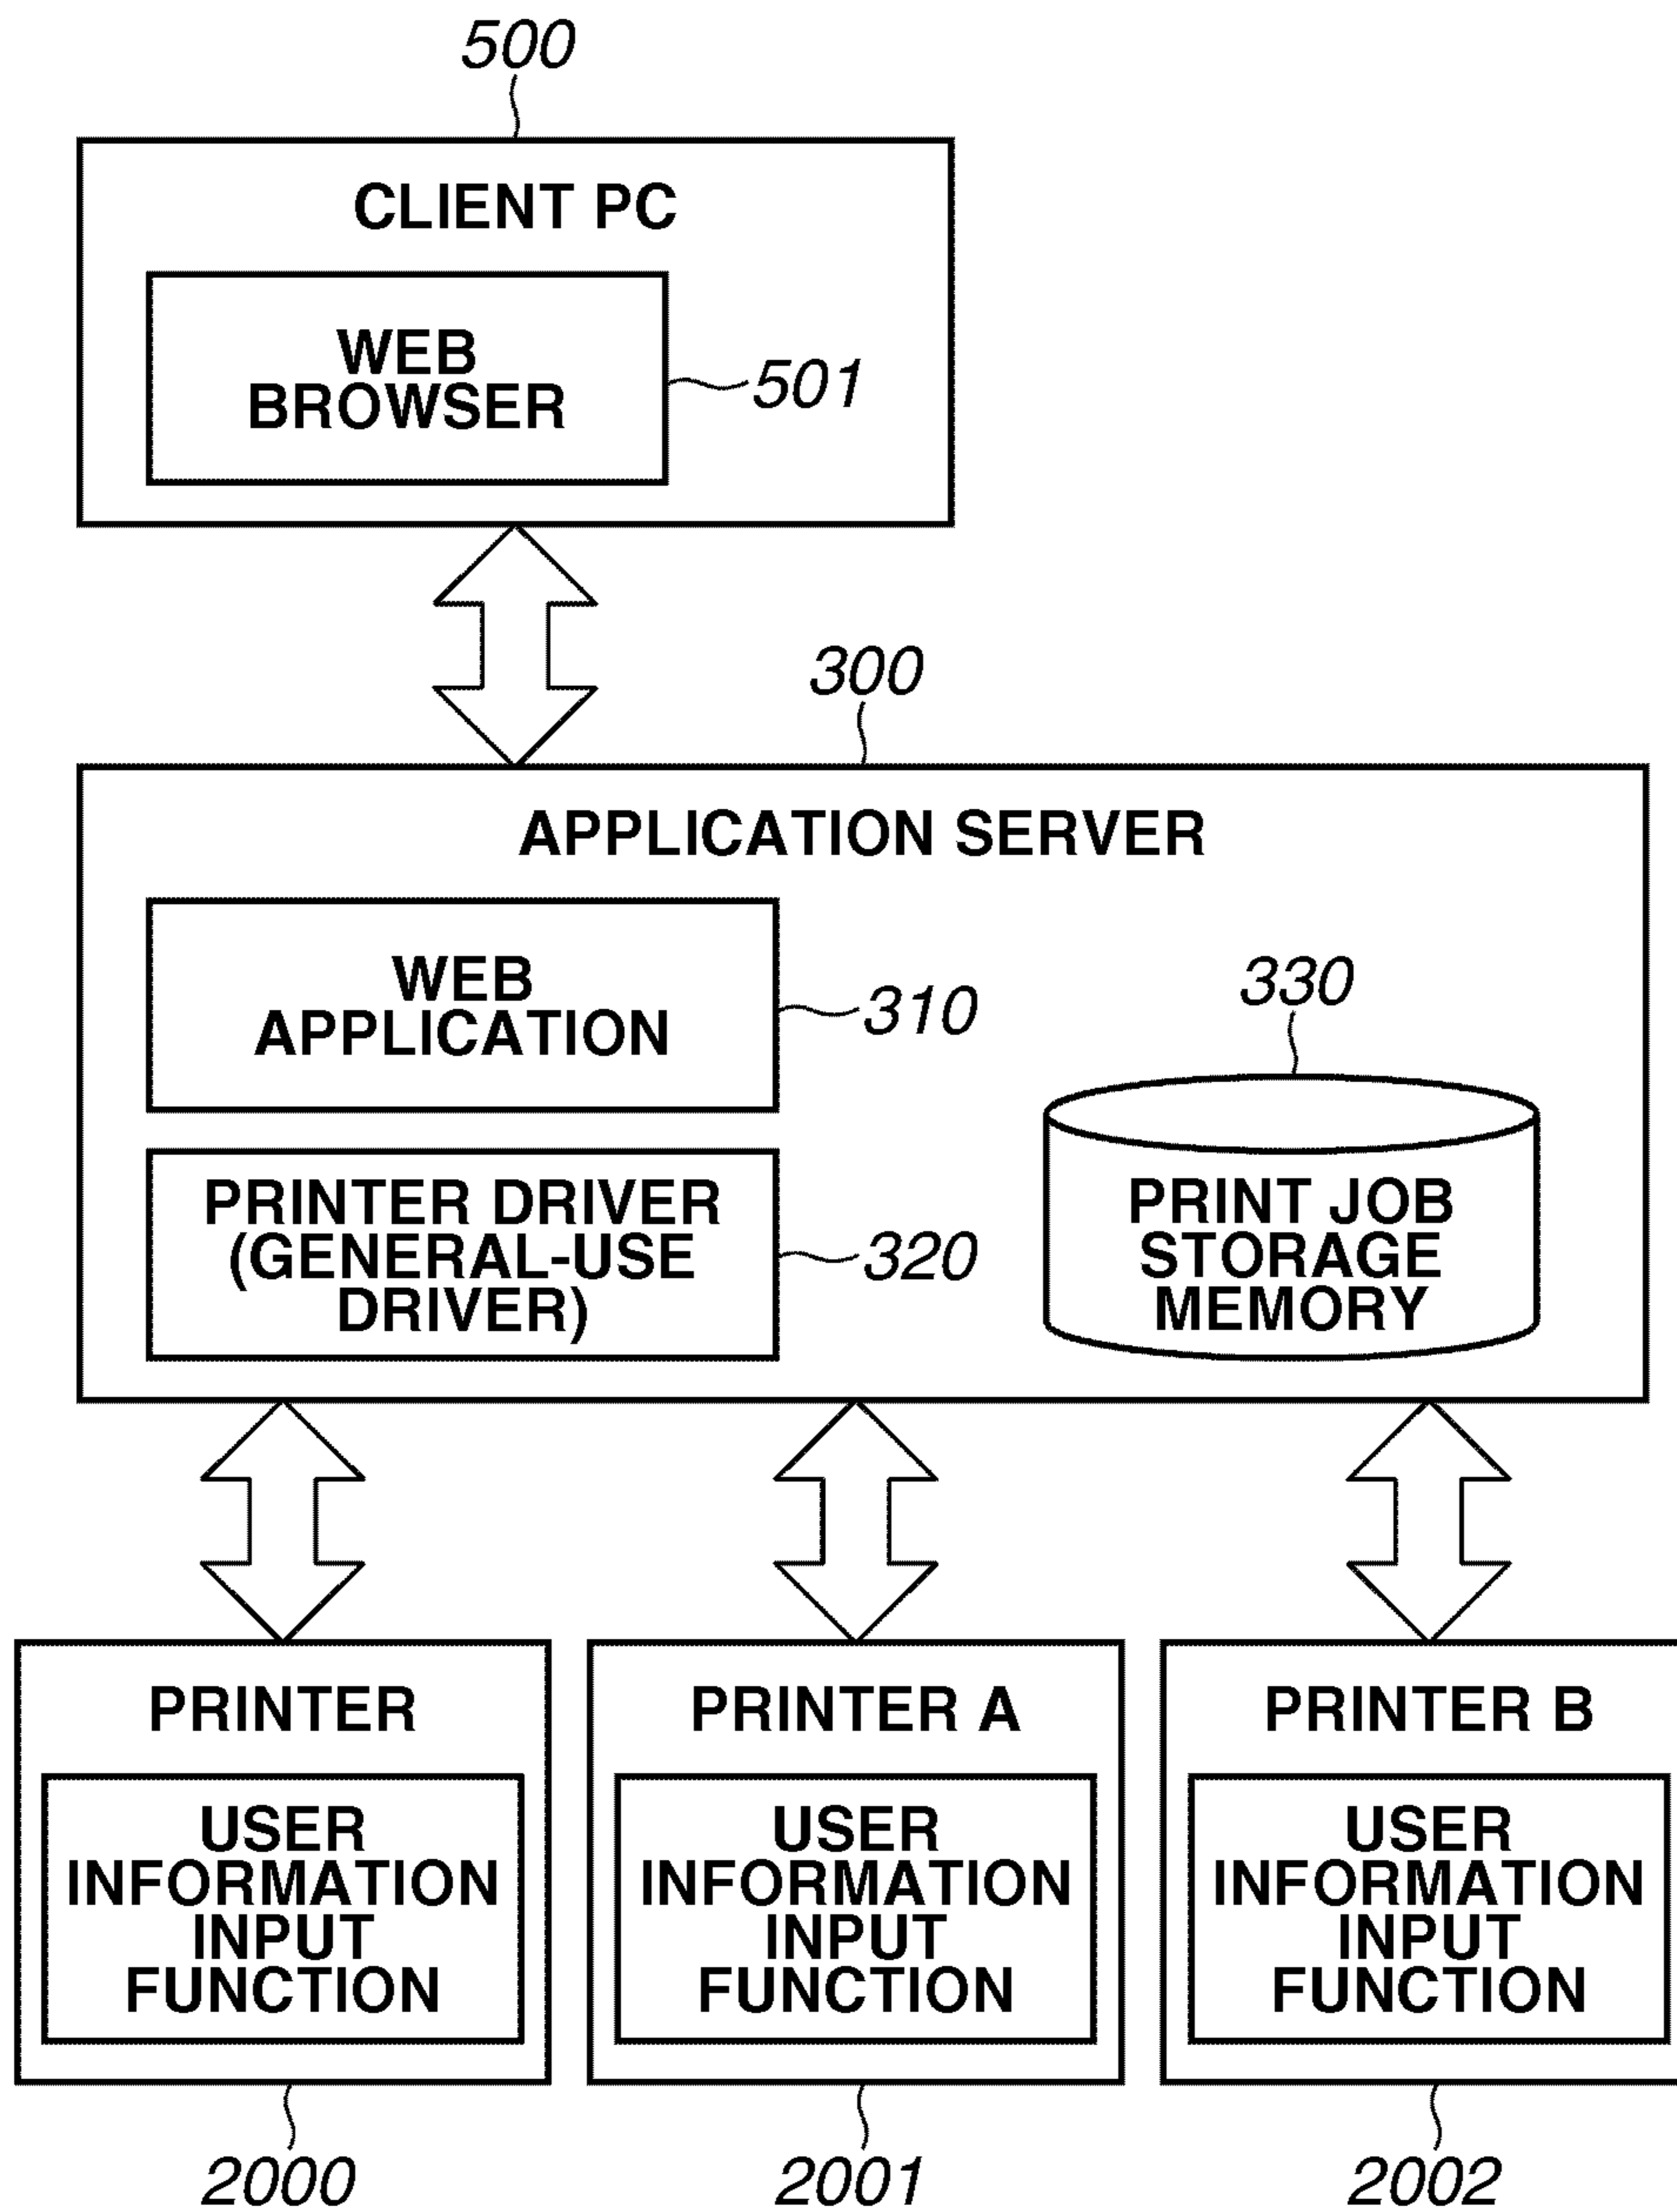 500
CLIENT PC
WEB
BROWSER
501
300
APPLICATION SERVER
WEB
APPLICATION
310
PRINTER DRIVER
(GENERAL-USE
DRIVER)
320
330
PRINT JOB
STORAGE
MEMORY
PRINTER
USER
INFORMATION
INPUT
FUNCTION
2000
PRINTER A
USER
INFORMATION
INPUT
FUNCTION
2001
PRINTER B
USER
INFORMATION
INPUT
FUNCTION
2002